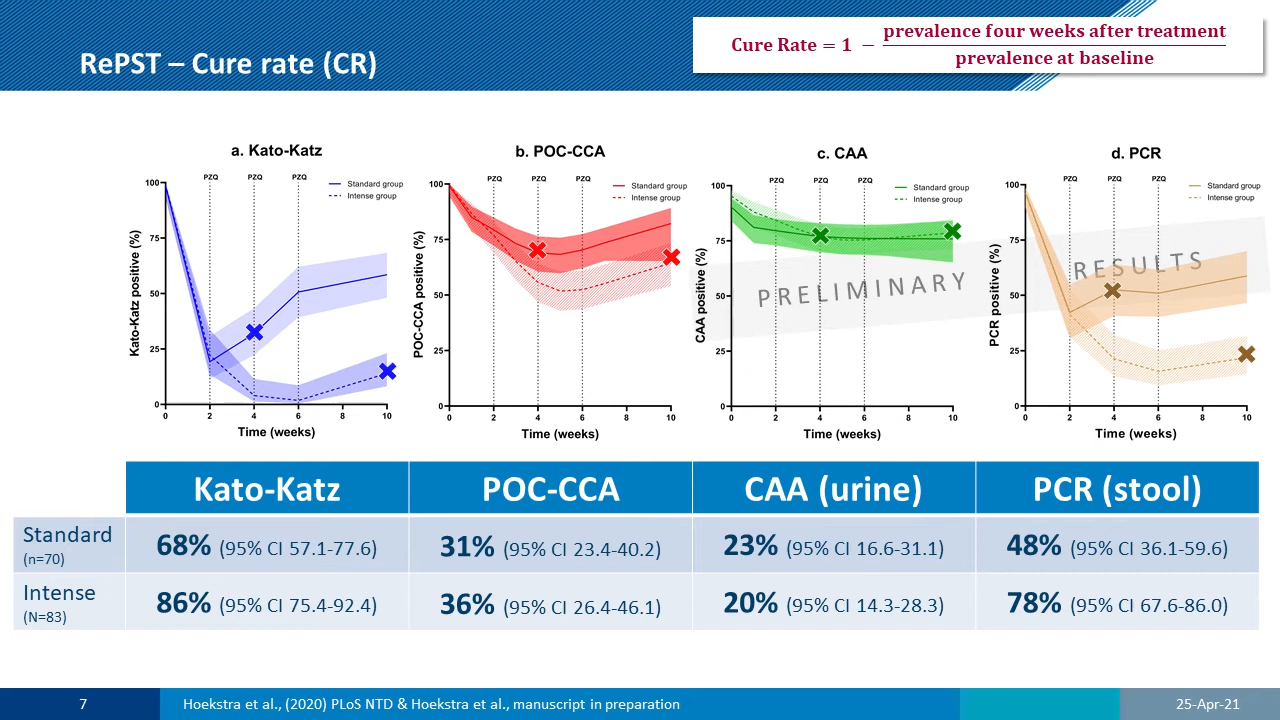 RePST – Cure rate (CR)
Cure Rate = 1 − prevalence four weeks after treatment
prevalence at baseline
a. Kato-Katz
PZQ PZQ PZQ
Standard group
Intense group
Kato-Katz positive (%)
100
75
50
25
0
0 2 4 6 8 10
Time (weeks)
b. POC-CCA
PZQ PZQ PZQ
Standard group
Intense group
POC-CCA positive (%)
100
75
50
25
0
0 2 4 6 8 10
Time (weeks)
c. CAA
PZQ PZQ PZQ
Standard group
Intense group
CAA positive (%)
100
75
50
25
0
0 2 4 6 8 10
Time (weeks)
d. PCR
PZQ PZQ PZQ
Standard group
Intense group
PCR positive (%)
100
75
50
25
0
0 2 4 6 8 10
Time (weeks)
PRELIMINARY RESULTS
Kato-Katz POC-CCA CAA (urine) PCR (stool)
Standard
(n=70)
68% (95% CI 57.1-77.6) 31% (95% CI 23.4-40.2) 23% (95% CI 16.6-31.1) 48% (95% CI 36.1-59.6)
Intense
(N=83)
86% (95% CI 75.4-92.4) 36% (95% CI 26.4-46.1) 20% (95% CI 14.3-28.3) 78% (95% CI 67.6-86.0)
7
Hoekstra et al., (2020) PLoS NTD & Hoekstra et al., manuscript in preparation
25-Apr-21